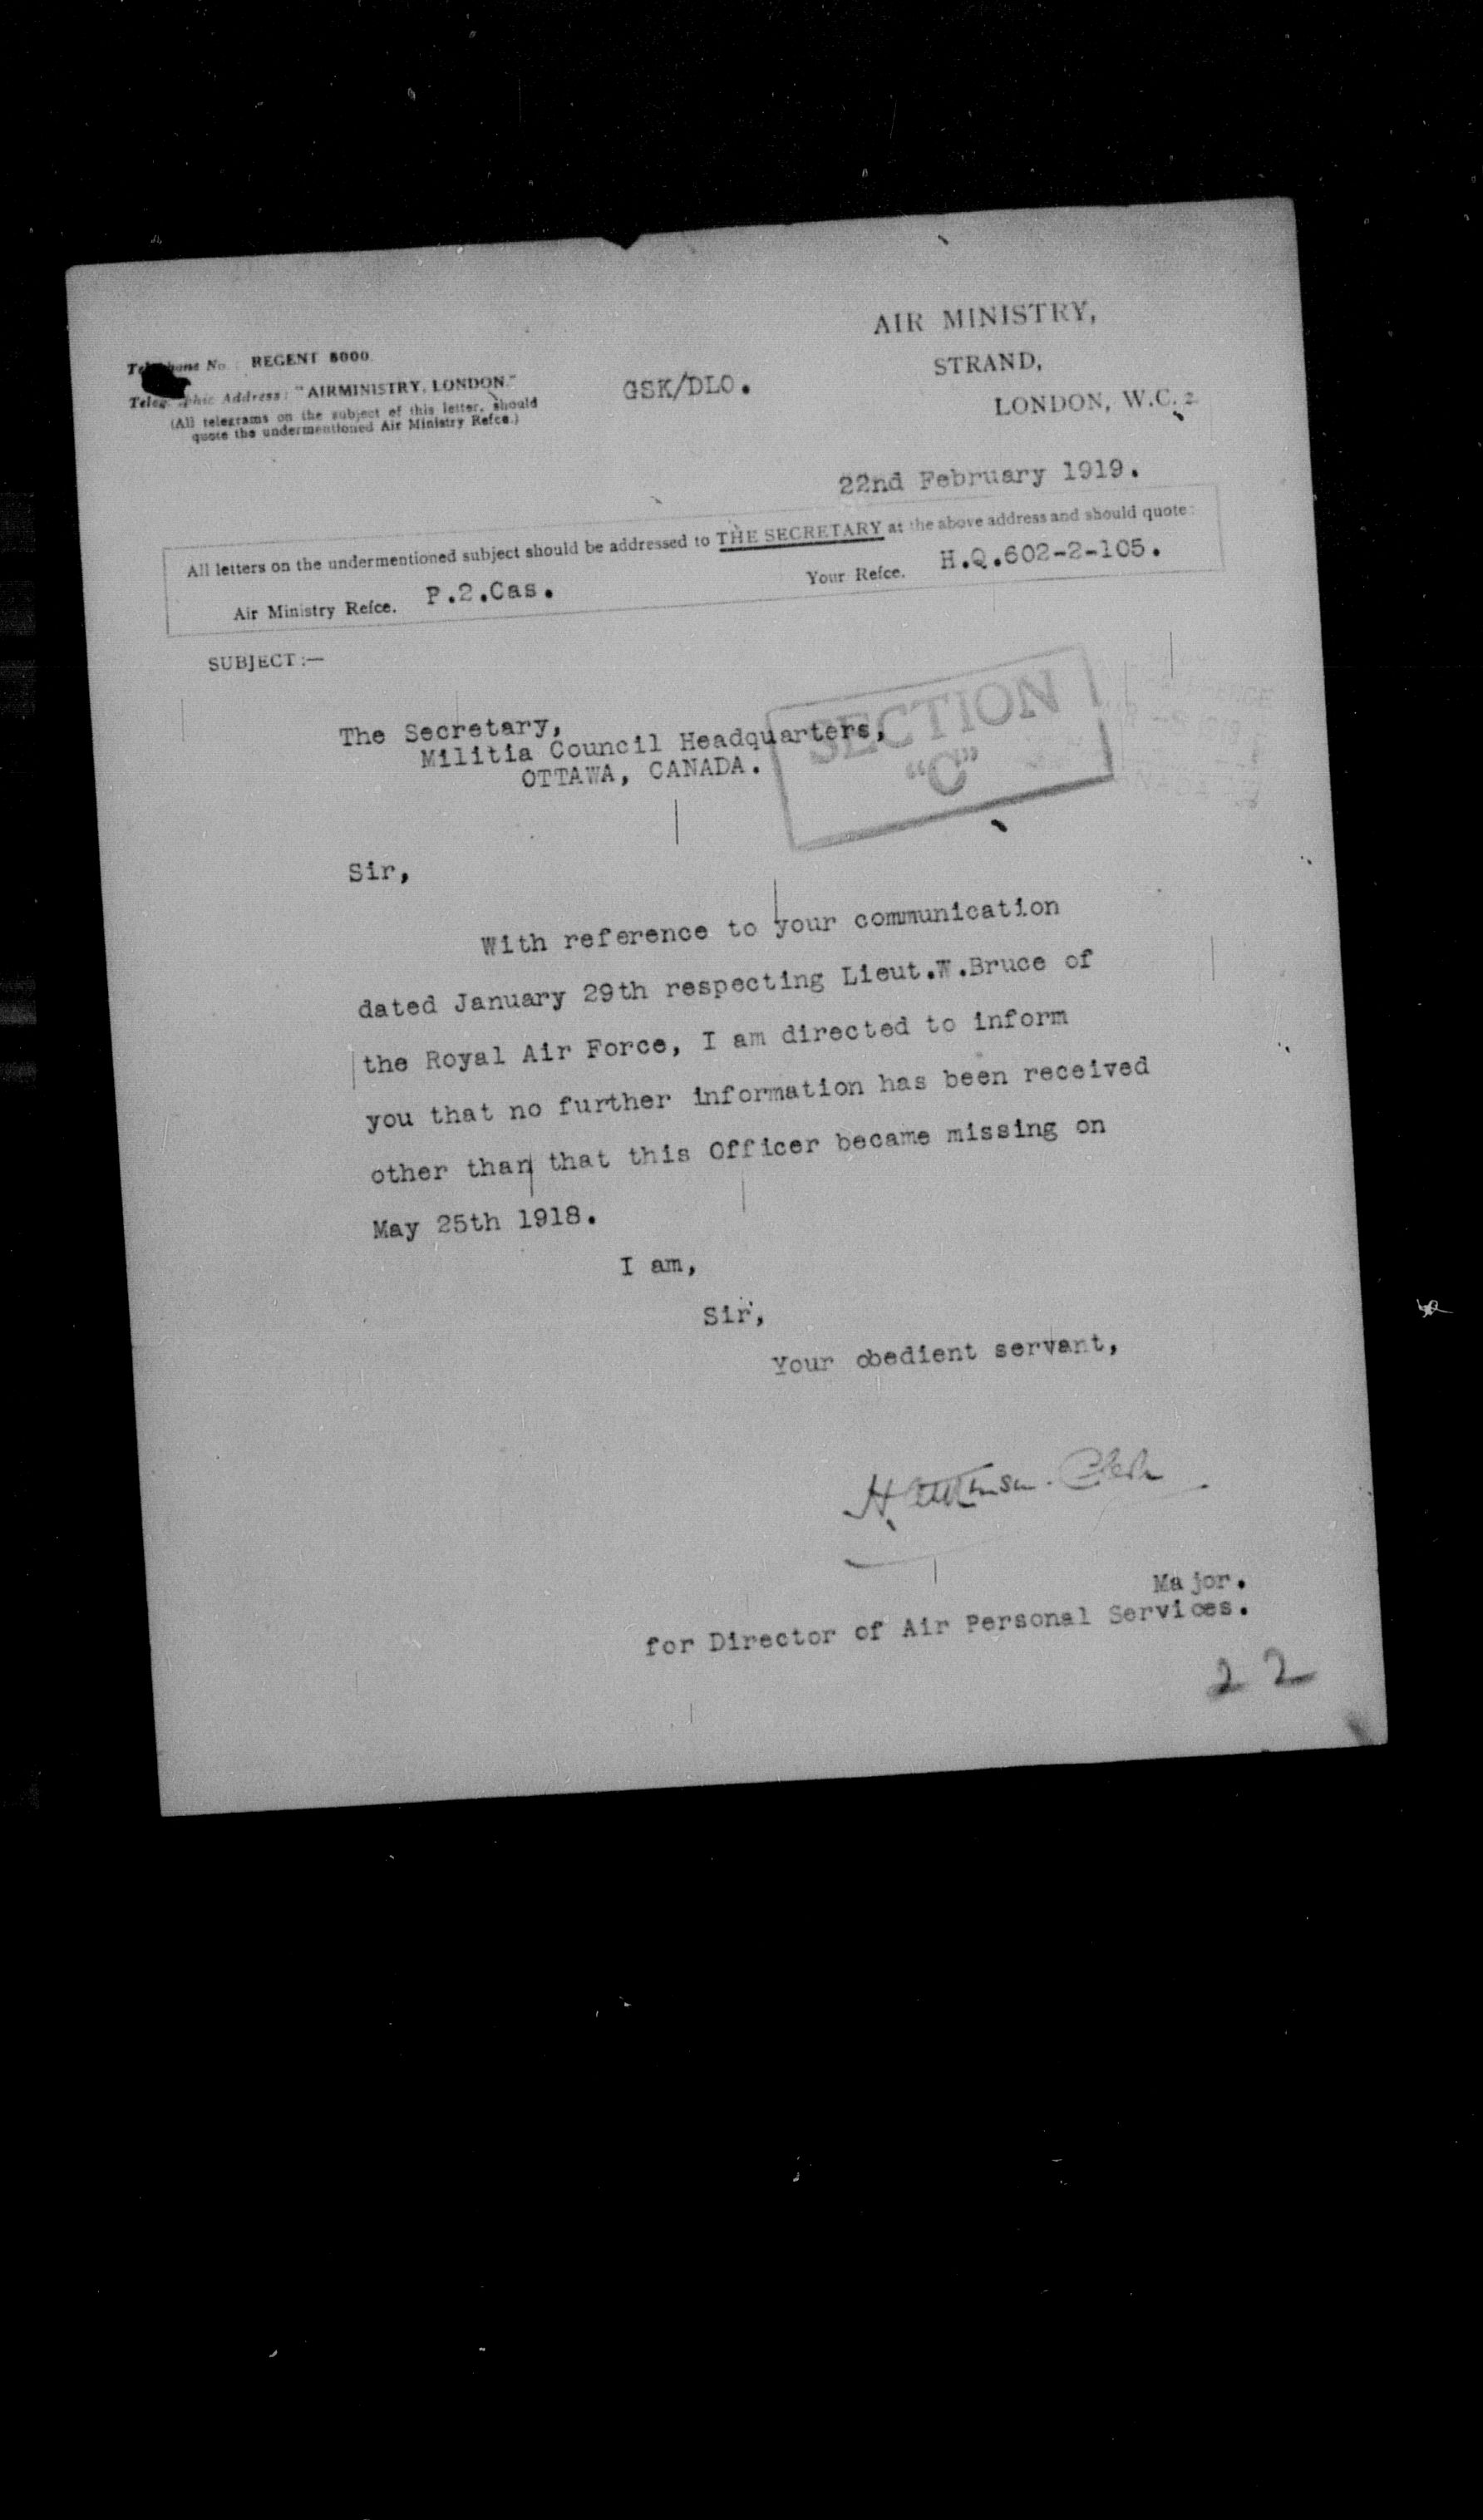 AIR MINISTRY,
STRAND,
LONDON, W.C. 2
Telephone No: REGENT 8000.
Telegraphic Address: "AIRMINISTRY, LONDON."
(All telegrams on the subject of this letter, should
quote the undermentioned Air Ministry Refce.)
GSK/DLO.
22nd February 1919.
All letters on the undermentioned subject should be addressed to THE SECRETARY at the above address and should quote:
Air Ministry Refce. P.2.Cas. Your Refce. H.Q.602-2-105.
SUBJECT:—
SECTION
"C"
The Secretary,
Militia Council Headquarters,
OTTAWA, CANADA.
Sir,
With reference to your communication
dated January 29th respecting Lieut.W.Bruce of
the Royal Air Force, I am directed to inform
you that no further information has been received
other than that this Officer became missing on
May 25th 1918.
I am,
Sir,
Your obedient servant,
Major.
for Director of Air Personal Services.
22